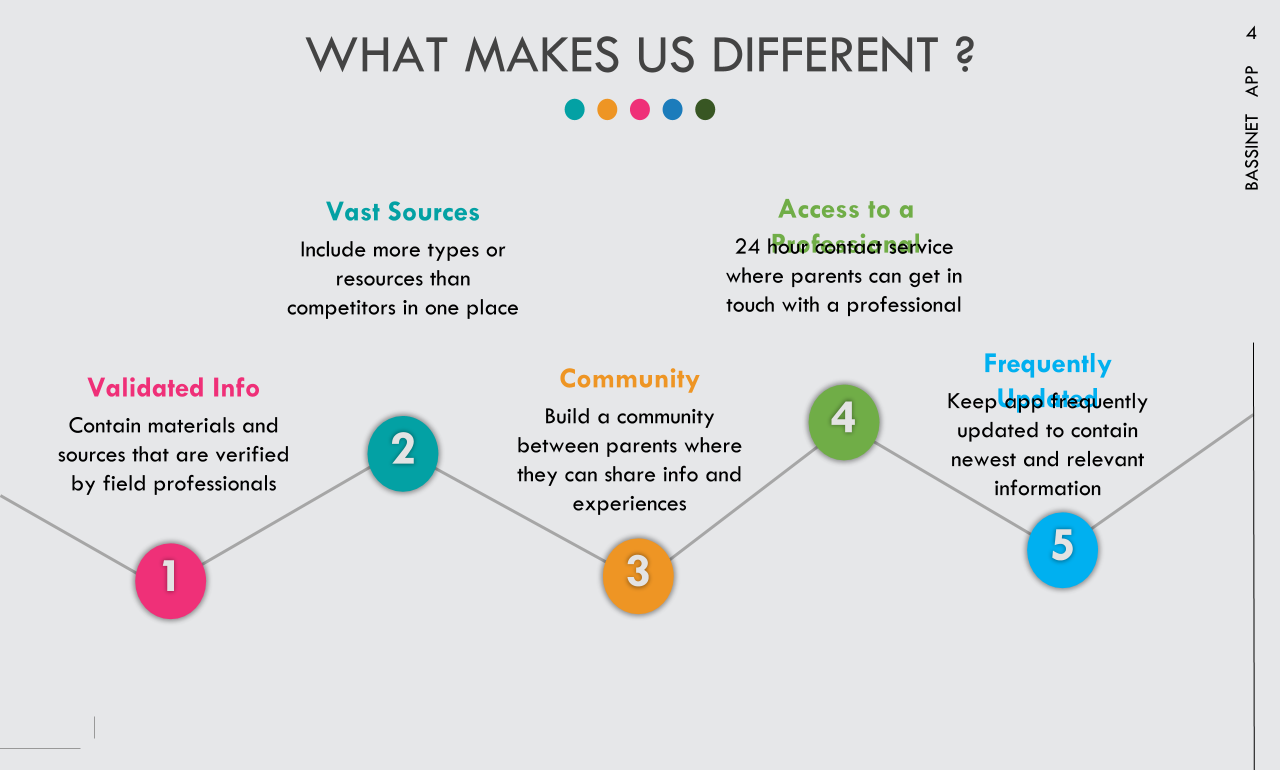 WHAT MAKES US DIFFERENT ?
4
BASSINET APP
Vast Sources
Include more types or
resources than
competitors in one place
Access to a
Professional
24 hour contact service
where parents can get in
touch with a professional
Validated Info
Contain materials and
sources that are verified
by field professionals
Community
Build a community
between parents where
they can share info and
experiences
Frequently
Updated
Keep app frequently
updated to contain
newest and relevant
information
1
2
3
4
5